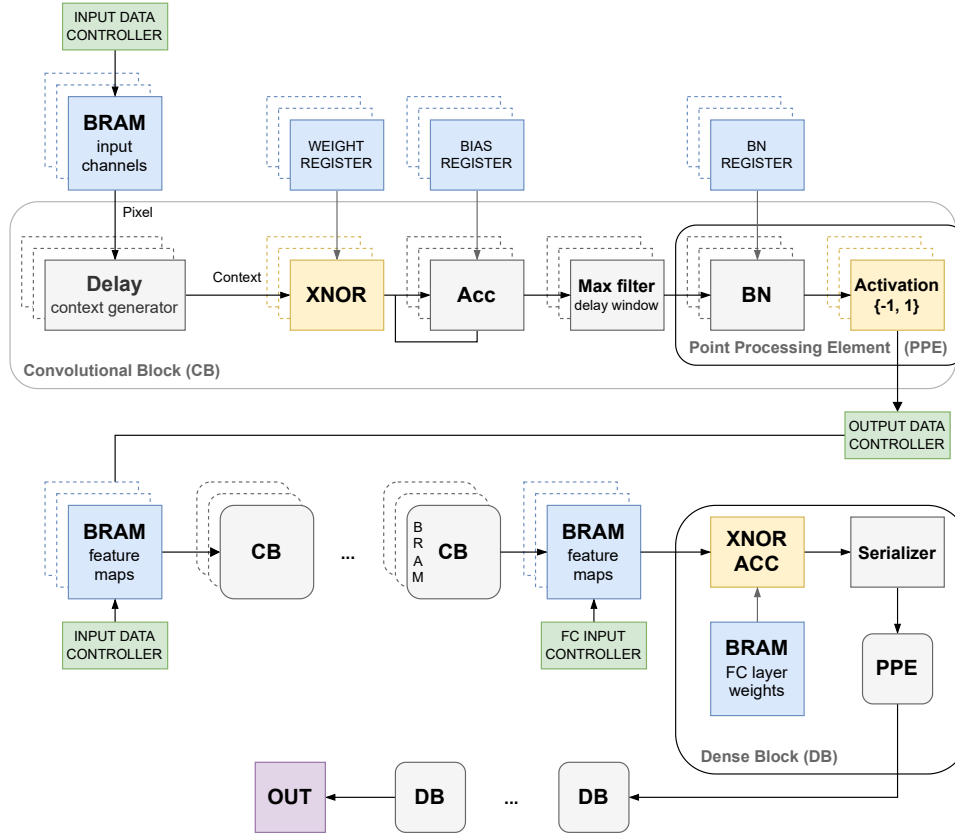 INPUT DATA
CONTROLLER
BRAM
input
channels
WEIGHT
REGISTER
BIAS
REGISTER
BN
REGISTER
Pixel
Delay
context generator
Context
XNOR
Acc
Max filter
delay window
BN
Activation
{-1, 1}
Point Processing Element (PPE)
Convolutional Block (CB)
OUTPUT DATA
CONTROLLER
BRAM
feature
maps
CB
...
B
R
A
M
CB
BRAM
feature
maps
XNOR
ACC
Serializer
INPUT DATA
CONTROLLER
FC INPUT
CONTROLLER
BRAM
FC layer
weights
PPE
Dense Block (DB)
OUT
DB
...
DB